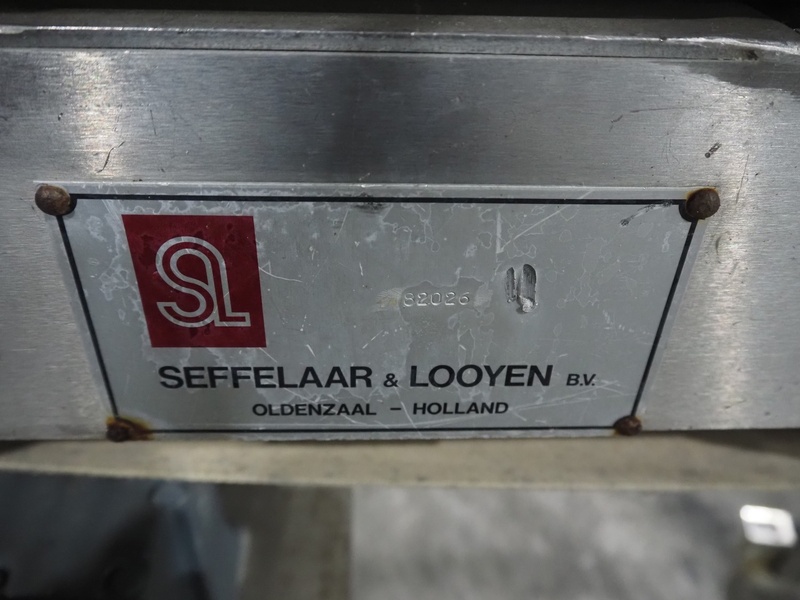 SL
82026
SEFFELAAR & LOOYEN B.V.
OLDENZAAL – HOLLAND